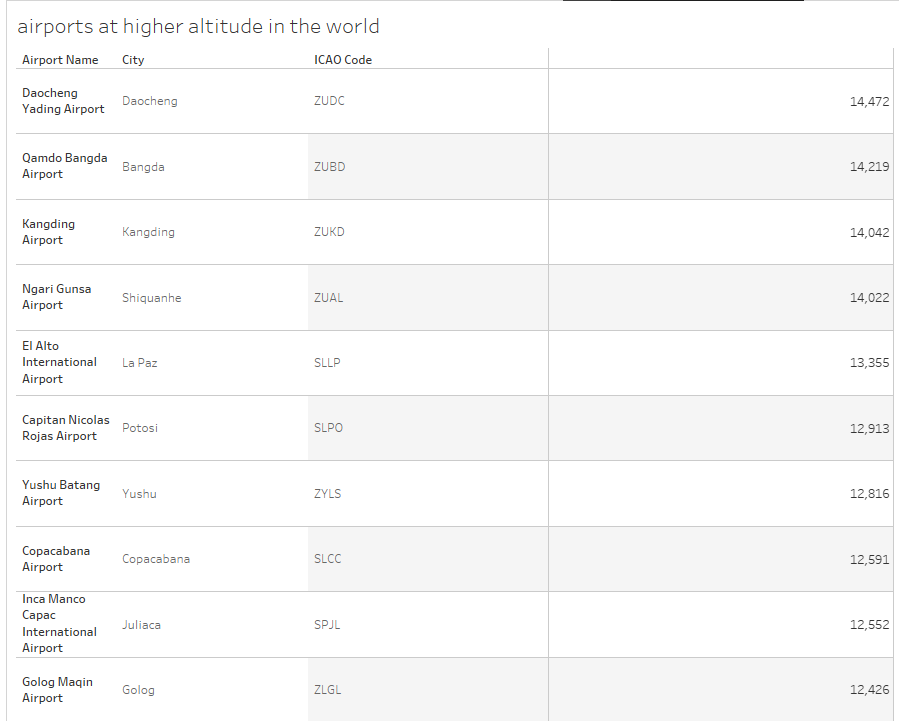 airports at higher altitude in the world
Airport Name City ICAO Code
Daocheng
Yading Airport Daocheng ZUDC 14,472
Qamdo Bangda
Airport Bangda ZUBD 14,219
Kangding
Airport Kangding ZUKD 14,042
Ngari Gunsa
Airport Shiquanhe ZUAL 14,022
El Alto
International
Airport La Paz SLLP 13,355
Capitan Nicolas
Rojas Airport Potosi SLPO 12,913
Yushu Batang
Airport Yushu ZYLS 12,816
Copacabana
Airport Copacabana SLCC 12,591
Inca Manco
Capac
International
Airport Juliaca SPJL 12,552
Golog Maqin
Airport Golog ZLGL 12,426